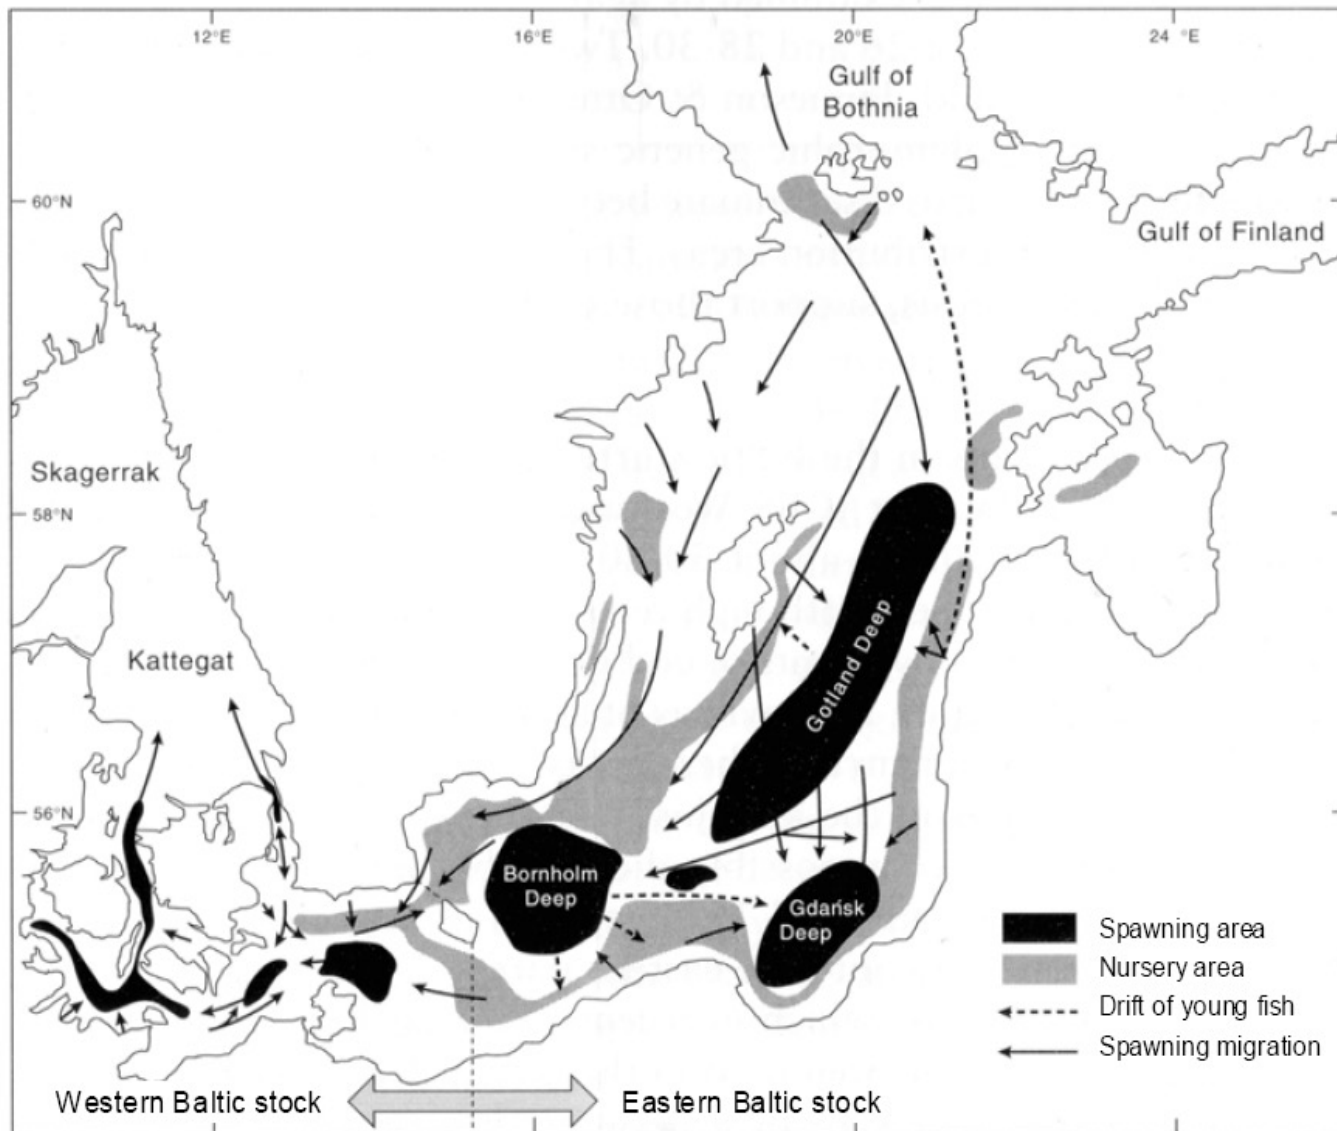 12°E
16°E
20°E
24 °E
Gulf of
Bothnia
60°N
Gulf of Finland
Skagerrak
58°N
Gotland Deep
Kattegat
56°N
Bornholm
Deep
Gdańsk
Deep
Spawning area
Nursery area
Drift of young fish
Spawning migration
Western Baltic stock
Eastern Baltic stock